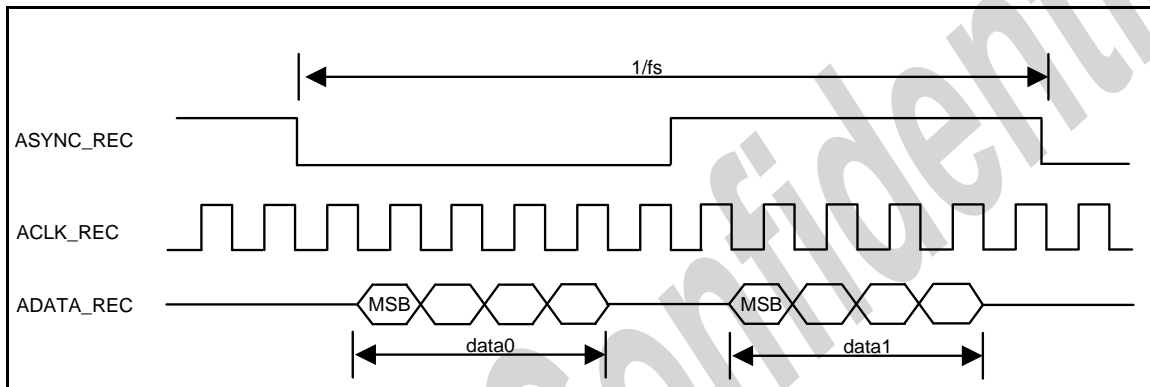 1/fs
ASYNC_REC
ACLK_REC
ADATA_REC
MSB
MSB
data0
data1
Confidential